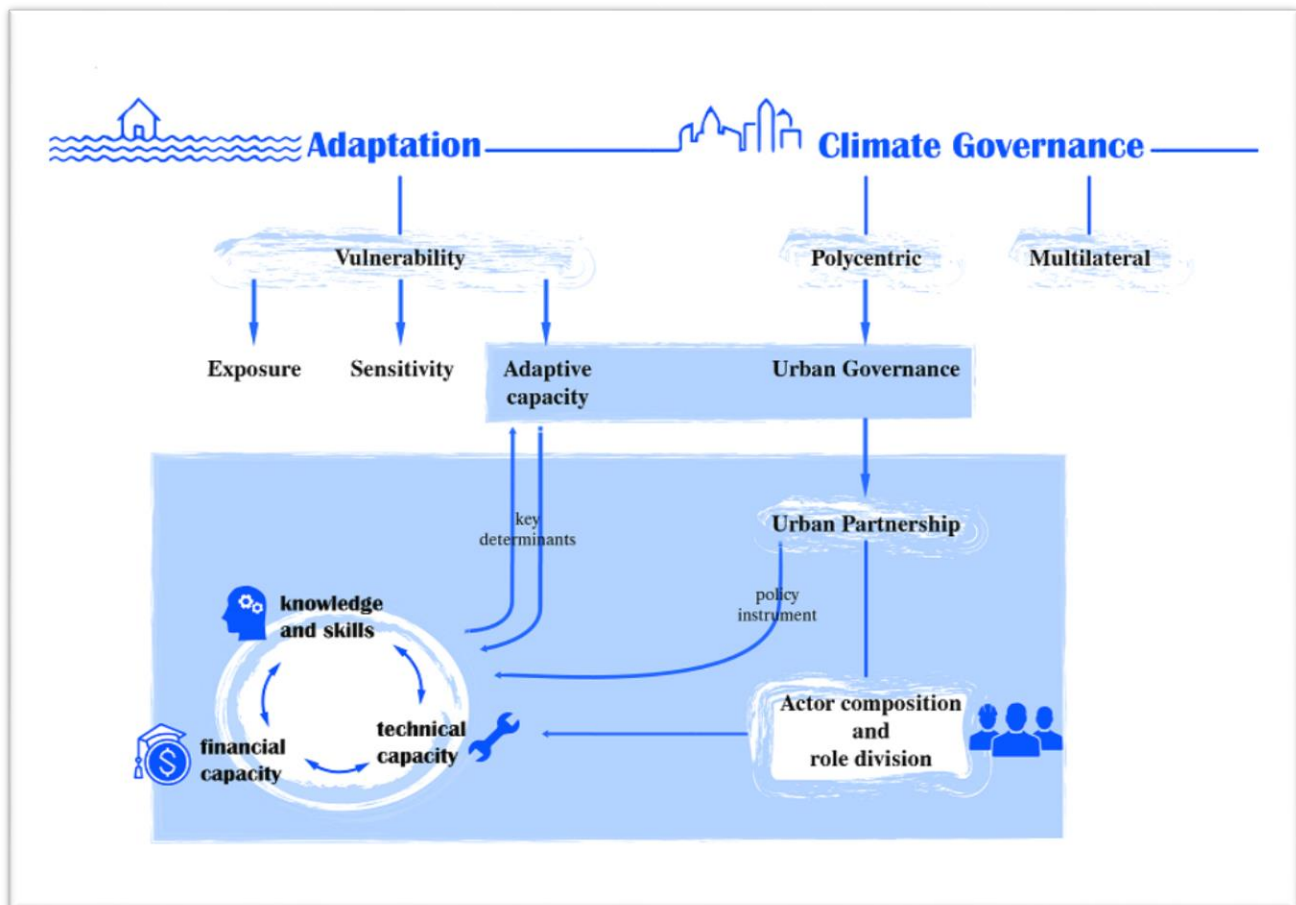 Adaptation
Climate Governance
Vulnerability
Polycentric
Multilateral
Exposure
Sensitivity
Adaptive
capacity
Urban Governance
Urban Partnership
key
determinants
policy
instrument
knowledge
and skills
technical
capacity
financial
capacity
$
Actor composition
and
role division